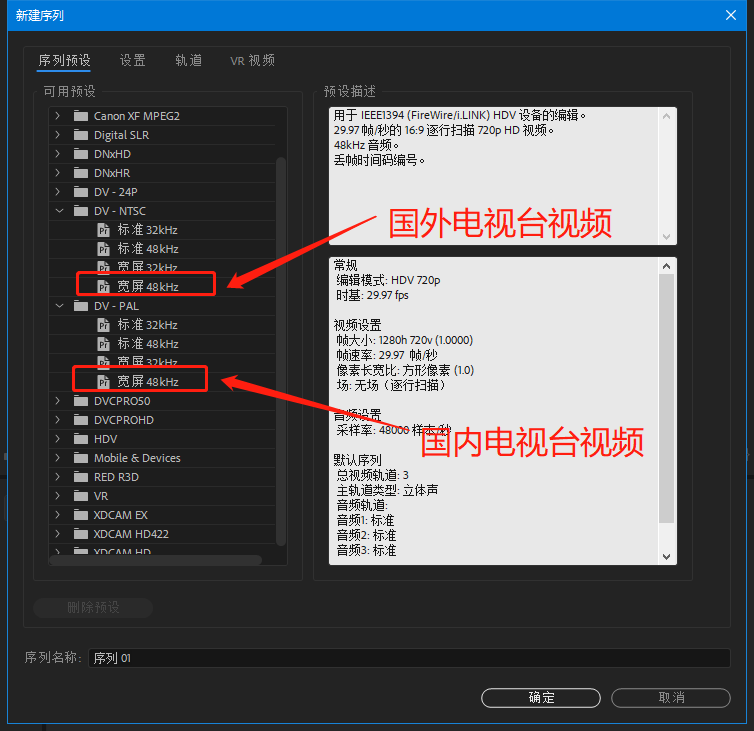 新建序列
序列预设 设置 轨道 VR 视频
可用预设
Canon XF MPEG2
Digital SLR
DNxHD
DNxHR
DV - 24P
DV - NTSC
标准 32kHz
标准 48kHz
宽屏 32kHz
宽屏 48kHz
DV - PAL
标准 32kHz
标准 48kHz
宽屏 32kHz
宽屏 48kHz
DVCPRO50
DVCPROHD
HDV
Mobile & Devices
RED R3D
VR
XDCAM EX
XDCAM HD422
XDCAM HD
预设描述
用于 IEEE1394 (FireWire/i.LINK) HDV 设备的编辑。
29.97 帧/秒的 16:9 逐行扫描 720p HD 视频。
48kHz 音频。
丢帧时间码编号。
国外电视台视频
常规
编辑模式: HDV 720p
时基: 29.97 fps
视频设置
帧大小: 1280h 720v (1.0000)
帧速率: 29.97 帧/秒
像素长宽比: 方形像素 (1.0)
场: 无场（逐行扫描）
音频设置
采样率: 48000 样本/秒
国内电视台视频
默认序列
总视频轨道: 3
主轨道类型: 立体声
音频轨道:
音频1: 标准
音频2: 标准
音频3: 标准
删除预设
序列名称: 序列 01
确定 取消